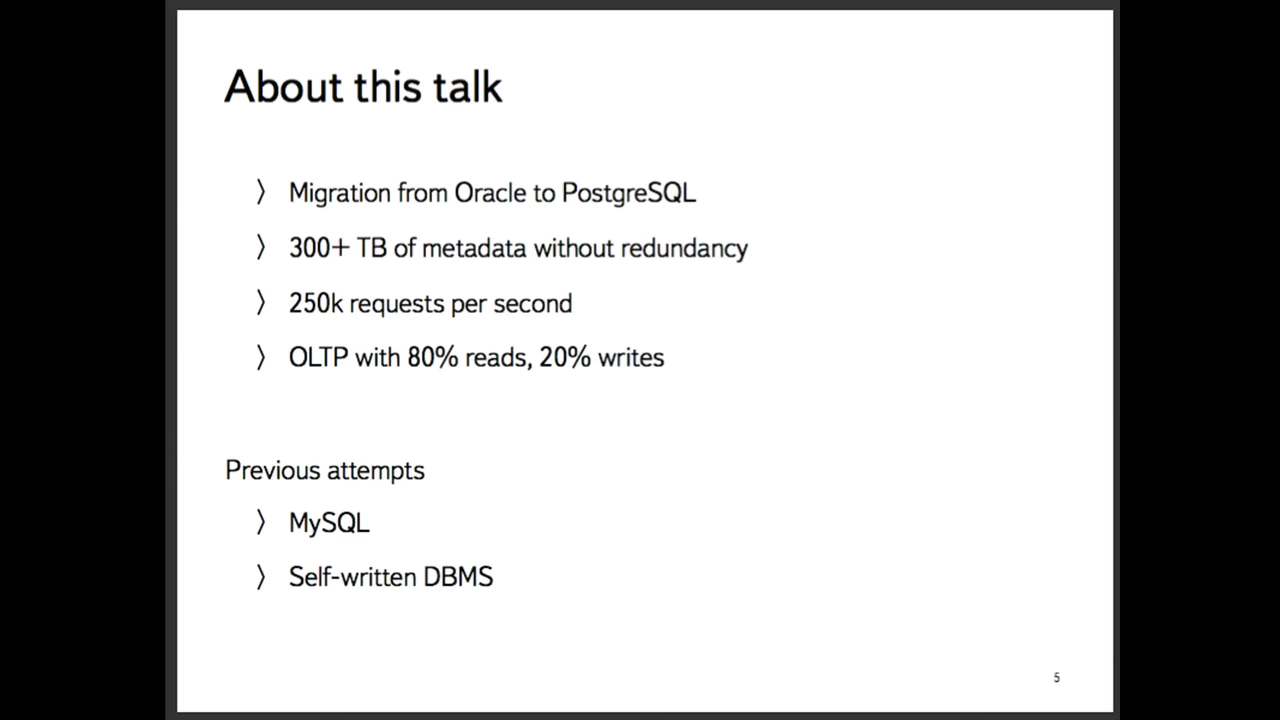 About this talk
〉 Migration from Oracle to PostgreSQL
〉 300+ TB of metadata without redundancy
〉 250k requests per second
〉 OLTP with 80% reads, 20% writes
Previous attempts
〉 MySQL
〉 Self-written DBMS
5